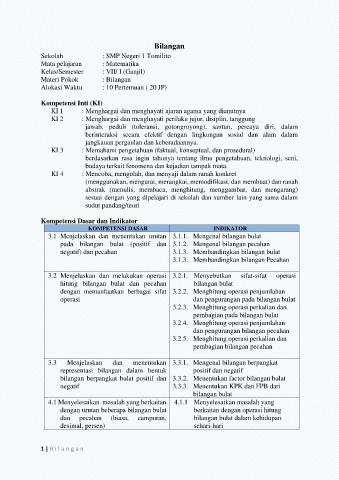 Bilangan
Sekolah : SMP Negeri 1 Tomilito
Mata pelajaran : Matematika
Kelas/Semester : VII/ 1 (Ganjil)
Materi Pokok : Bilangan
Alokasi Waktu : 10 Pertemuan ( 20 JP)
Kompetensi Inti (KI)
KI 1 : Menghargai dan menghayati ajaran agama yang dianutnya
KI 2 : Menghargai dan menghayati perilaku jujur, disiplin, tanggung
jawab, peduli (toleransi, gotongroyong), santun, percaya diri, dalam
berinteraksi secara efektif dengan lingkungan sosial dan alam dalam
jangkauan pergaulan dan keberadaannya.
KI 3 : Memahami pengetahuan (faktual, konseptual, dan prosedural)
berdasarkan rasa ingin tahunya tentang ilmu pengetahuan, teknologi, seni,
budaya terkait fenomena dan kejadian tampak mata.
KI 4 : Mencoba, mengolah, dan menyaji dalam ranah konkret
(menggunakan, mengurai, merangkai, memodifikasi, dan membuat) dan ranah
abstrak (menulis, membaca, menghitung, menggambar, dan mengarang)
sesuai dengan yang dipelajari di sekolah dan sumber lain yang sama dalam
sudut pandang/teori
Kompetensi Dasar dan Indikator
KOMPETENSI DASAR INDIKATOR
3.1 Menjelaskan dan menentukan urutan
pada bilangan bulat (positif dan
negatif) dan pecahan
3.1.1. Mengenal bilangan bulat
3.1.2. Mengenal bilangan pecahan
3.1.3. Membandingkan bilangan bulat
3.1.3. Membandingkan bilangan Pecahan
3.2 Menjelaskan dan melakukan operasi
hitung bilangan bulat dan pecahan
dengan memanfaatkan berbagai sifat
operasi
3.2.1. Menyebutkan sifat-sifat operasi
bilangan bulat
3.2.2. Menghitung operasi penjumlahan
dan pengurangan pada bilangan bulat
3.2.3. Menghitung operasi perkalian dan
pembagian pada bilangan bulat
3.2.4. Menghitung operasi penjumlahan
dan pengurangan bilangan pecahan
3.2.5. Menghitung operasi perkalian dan
pembagian bilangan pecahan
3.3 Menjelaskan dan menentukan
representasi bilangan dalam bentuk
bilangan berpangkat bulat positif dan
negatif
3.3.1. Mengenal bilangan berpangkat
positif dan negatif
3.3.2. Menentukan factor bilangan bulat
3.3.3. Menentukan KPK dan FPB dari
bilangan bulat
4.1 Menyelesaikan masalah yang berkaitan
dengan urutan beberapa bilangan bulat
dan pecahan (biasa, campuran,
desimal, persen)
4.1.1 Menyelesaikan masalah yang
berkaitan dengan operasi hitung
bilangan bulat dalam kehidupan
sehari-hari
1 | Bilangan